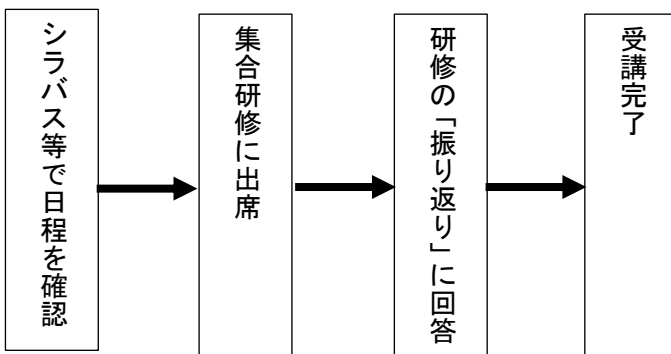 シラバス等で日程を確認
集合研修に出席
研修の「振り返り」に回答
受講完了